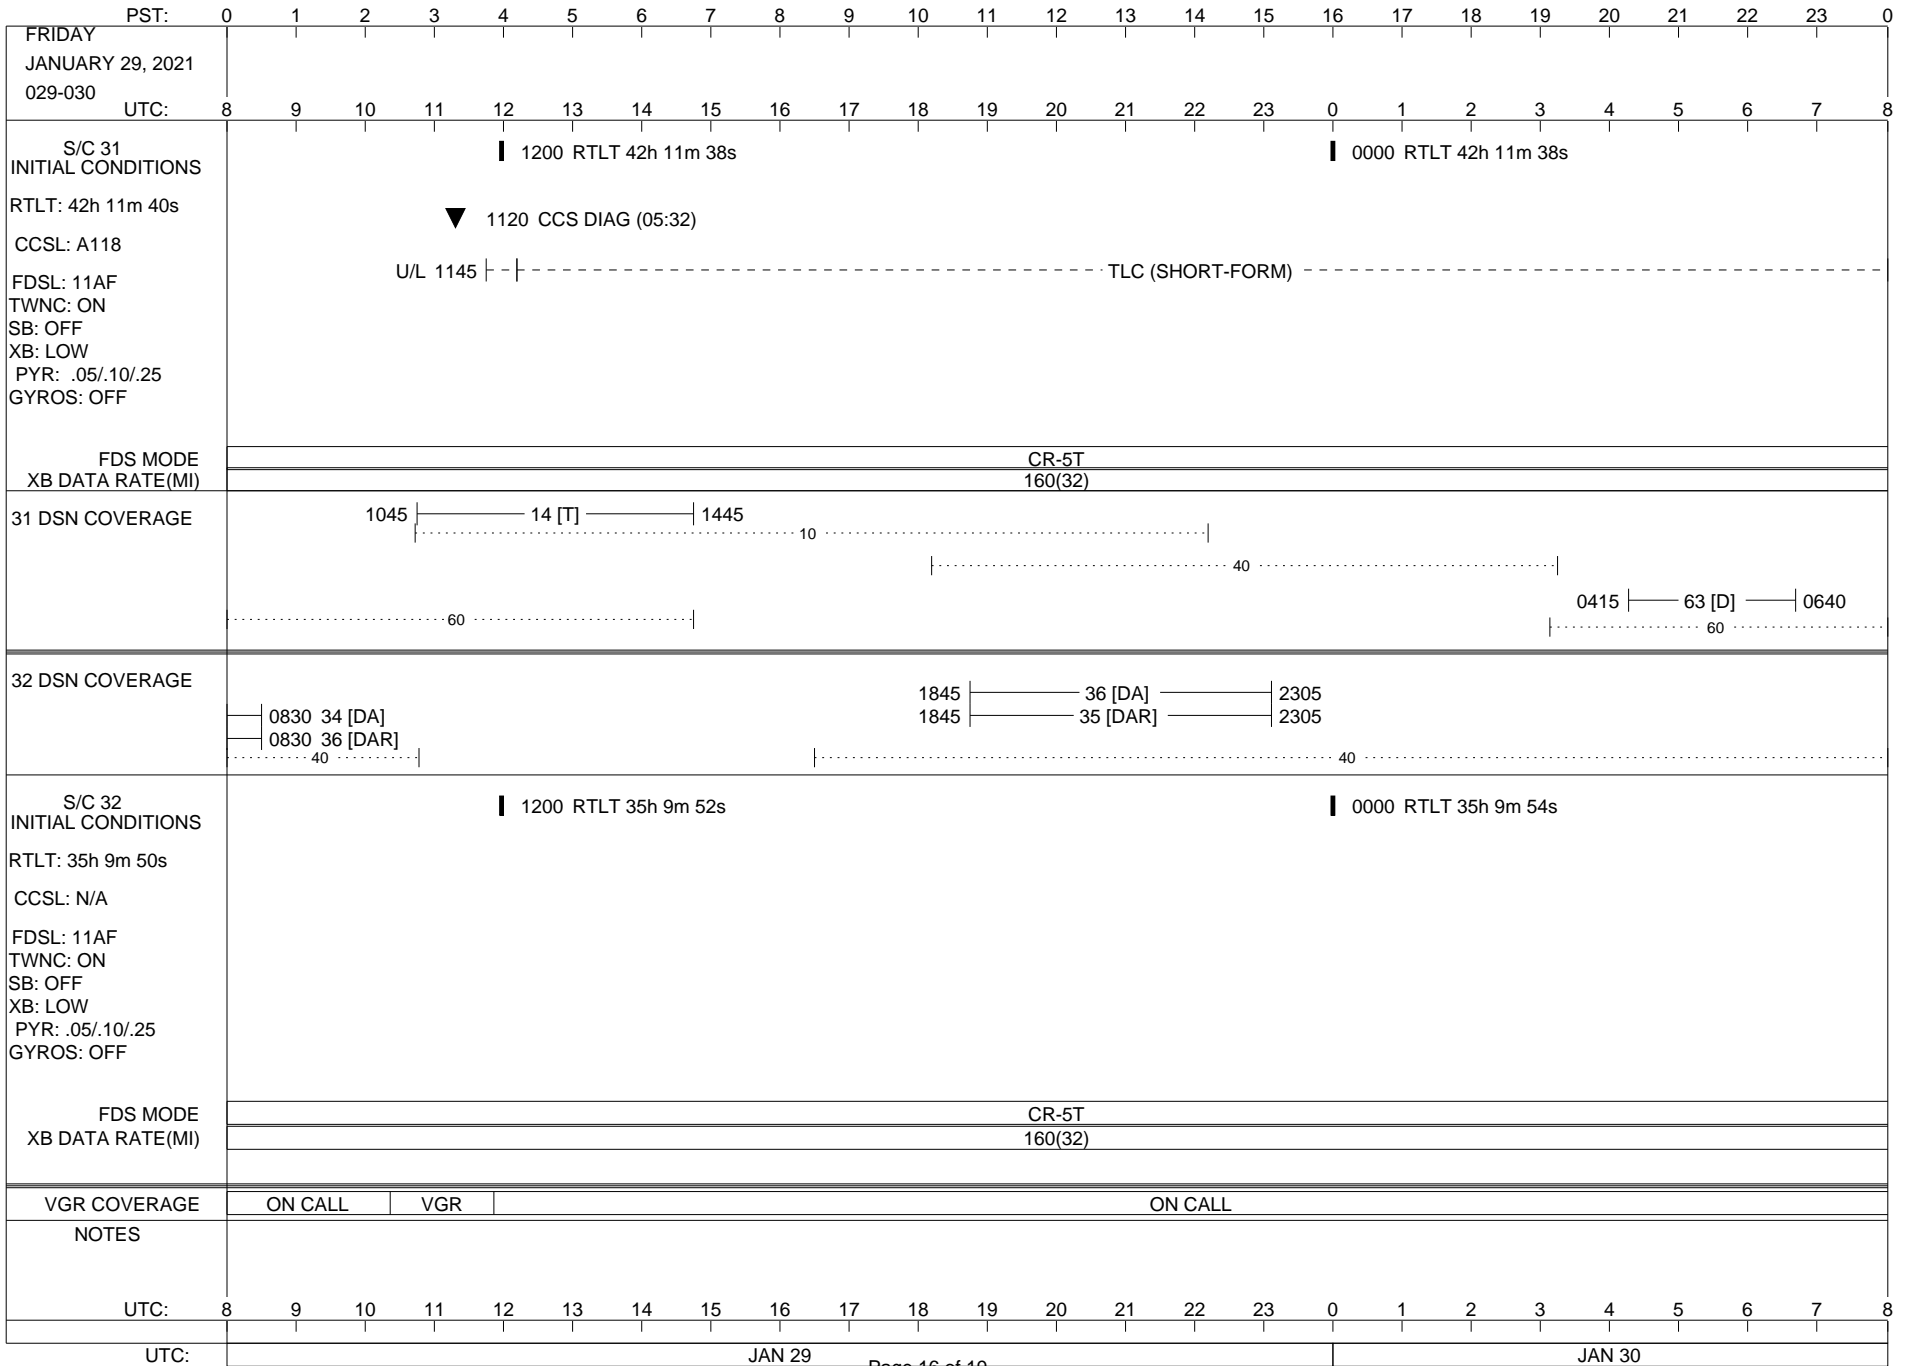 PST: 0 1 2 3 4 5 6 7 8 9 10 11 12 13 14 15 16 17 18 19 20 21 22 23 0
FRIDAY
JANUARY 29, 2021
029-030
UTC: 8 9 10 11 12 13 14 15 16 17 18 19 20 21 22 23 0 1 2 3 4 5 6 7 8
S/C 31
INITIAL CONDITIONS
1200 RTLT 42h 11m 38s
0000 RTLT 42h 11m 38s
RTLT: 42h 11m 40s
1120 CCS DIAG (05:32)
CCSL: A118
U/L 1145
TLC (SHORT-FORM)
FDSL: 11AF
TWNC: ON
SB: OFF
XB: LOW
PYR: .05/.10/.25
GYROS: OFF
FDS MODE CR-5T
XB DATA RATE(MI) 160(32)
31 DSN COVERAGE
1045 14 [T] 1445
10
40
0415 63 [D] 0640
60
60
32 DSN COVERAGE
1845 36 [DA] 2305
0830 34 [DA]
1845 35 [DAR] 2305
0830 36 [DAR]
40
40
S/C 32
INITIAL CONDITIONS
1200 RTLT 35h 9m 52s
0000 RTLT 35h 9m 54s
RTLT: 35h 9m 50s
CCSL: N/A
FDSL: 11AF
TWNC: ON
SB: OFF
XB: LOW
PYR: .05/.10/.25
GYROS: OFF
FDS MODE CR-5T
XB DATA RATE(MI) 160(32)
VGR COVERAGE ON CALL VGR ON CALL
NOTES
UTC: 8 9 10 11 12 13 14 15 16 17 18 19 20 21 22 23 0 1 2 3 4 5 6 7 8
UTC: JAN 29 JAN 30
Page 16 of 19